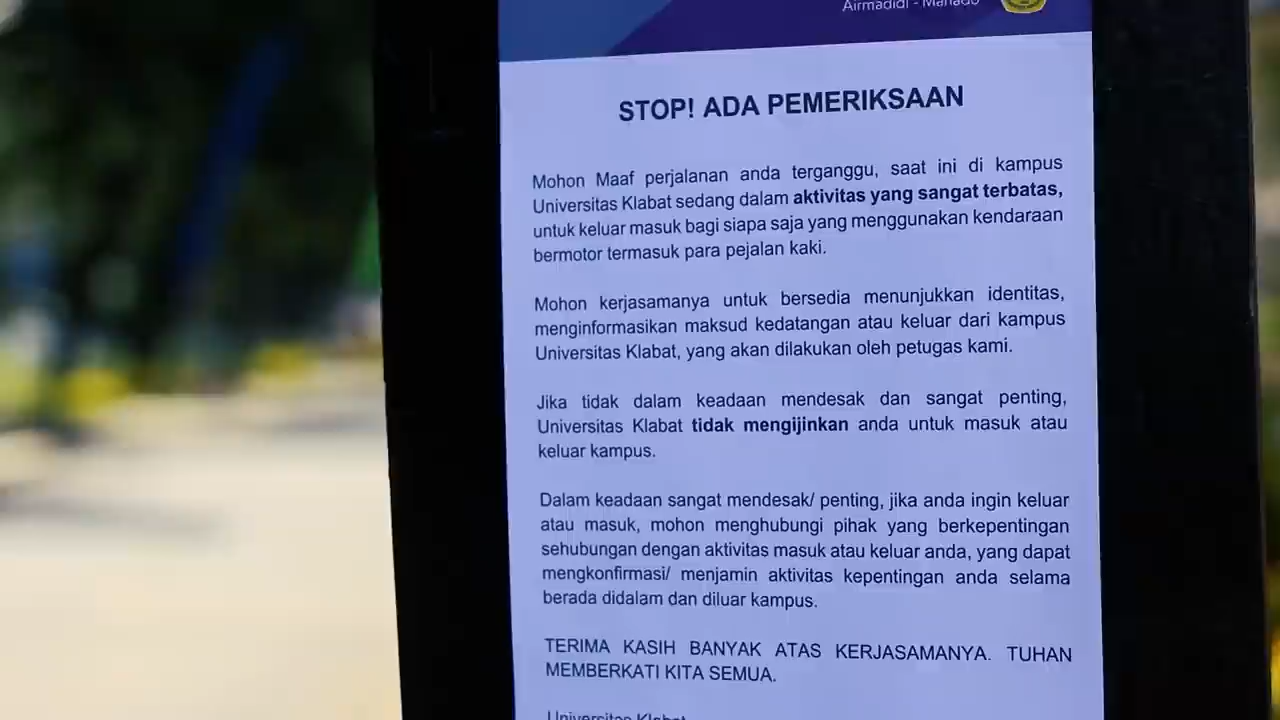 Airmadidi - Manado
STOP! ADA PEMERIKSAAN
Mohon Maaf perjalanan anda terganggu, saat ini di kampus
Universitas Klabat sedang dalam aktivitas yang sangat terbatas,
untuk keluar masuk bagi siapa saja yang menggunakan kendaraan
bermotor termasuk para pejalan kaki.
Mohon kerjasamanya untuk bersedia menunjukkan identitas,
menginformasikan maksud kedatangan atau keluar dari kampus
Universitas Klabat, yang akan dilakukan oleh petugas kami.
Jika tidak dalam keadaan mendesak dan sangat penting,
Universitas Klabat tidak mengijinkan anda untuk masuk atau
keluar kampus.
Dalam keadaan sangat mendesak/ penting, jika anda ingin keluar
atau masuk, mohon menghubungi pihak yang berkepentingan
sehubungan dengan aktivitas masuk atau keluar anda, yang dapat
mengkonfirmasi/ menjamin aktivitas kepentingan anda selama
berada didalam dan diluar kampus.
TERIMA KASIH BANYAK ATAS KERJASAMANYA. TUHAN
MEMBERKATI KITA SEMUA.
Universitas Klabat